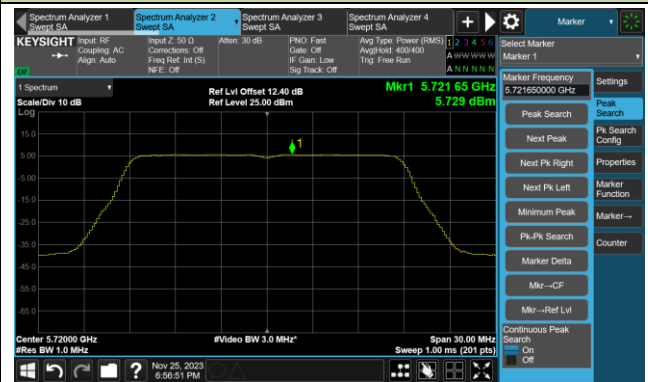 Spectrum Analyzer 1
Swept SA
Spectrum Analyzer 2
Swept SA
Spectrum Analyzer 3
Swept SA
Spectrum Analyzer 4
Swept SA
Marker
KEYSIGHT
Input: RF
Coupling: AC
Align: Auto
Input Z: 50 Ω
Corrections: Off
Freq Ref: Int (S)
NFE: Off
Atten: 30 dB
PNO: Fast
Gate: Off
IF Gain: Low
Sig Track: Off
Avg Type: Power (RMS)
Avg|Hold: 400/400
Trig: Free Run
1 2 3 4 5 6
A W W W W W
A N N N N N
LW
1 Spectrum
Scale/Div 10 dB
Log
Ref Lvl Offset 12.40 dB
Ref Level 25.00 dBm
Mkr1 5.721 65 GHz
5.729 dBm
15.0
5.00
-5.00
-15.0
-25.0
-35.0
-45.0
-55.0
-65.0
1
Center 5.72000 GHz
#Res BW 1.0 MHz
#Video BW 3.0 MHz*
Span 30.00 MHz
Sweep 1.00 ms (201 pts)
Select Marker
Marker 1
Marker Frequency
5.721650000 GHz
Peak Search
Next Peak
Next Pk Right
Next Pk Left
Minimum Peak
Pk-Pk Search
Marker Delta
Mkr→CF
Mkr→Ref Lvl
Continuous Peak
Search
On
Off
Settings
Peak
Search
Pk Search
Config
Properties
Marker
Function
Marker→
Counter
?
Nov 25, 2023
6:56:51 PM